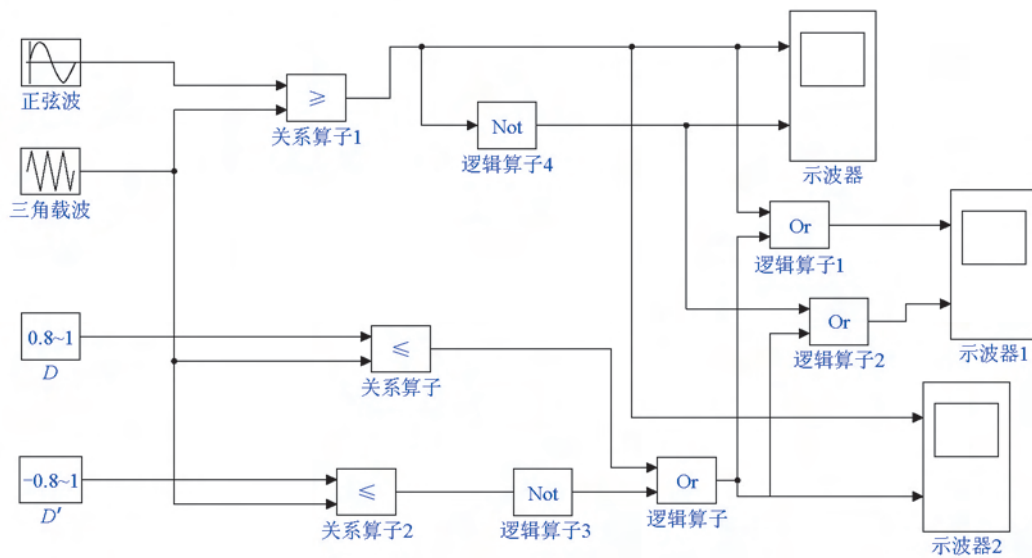 正弦波
≥
关系算子1
Not
逻辑算子4
示波器
三角载波
Or
逻辑算子1
Or
逻辑算子2
示波器1
0.8~1
D
≤
关系算子
−0.8~1
D′
≤
关系算子2
Not
逻辑算子3
Or
逻辑算子
示波器2